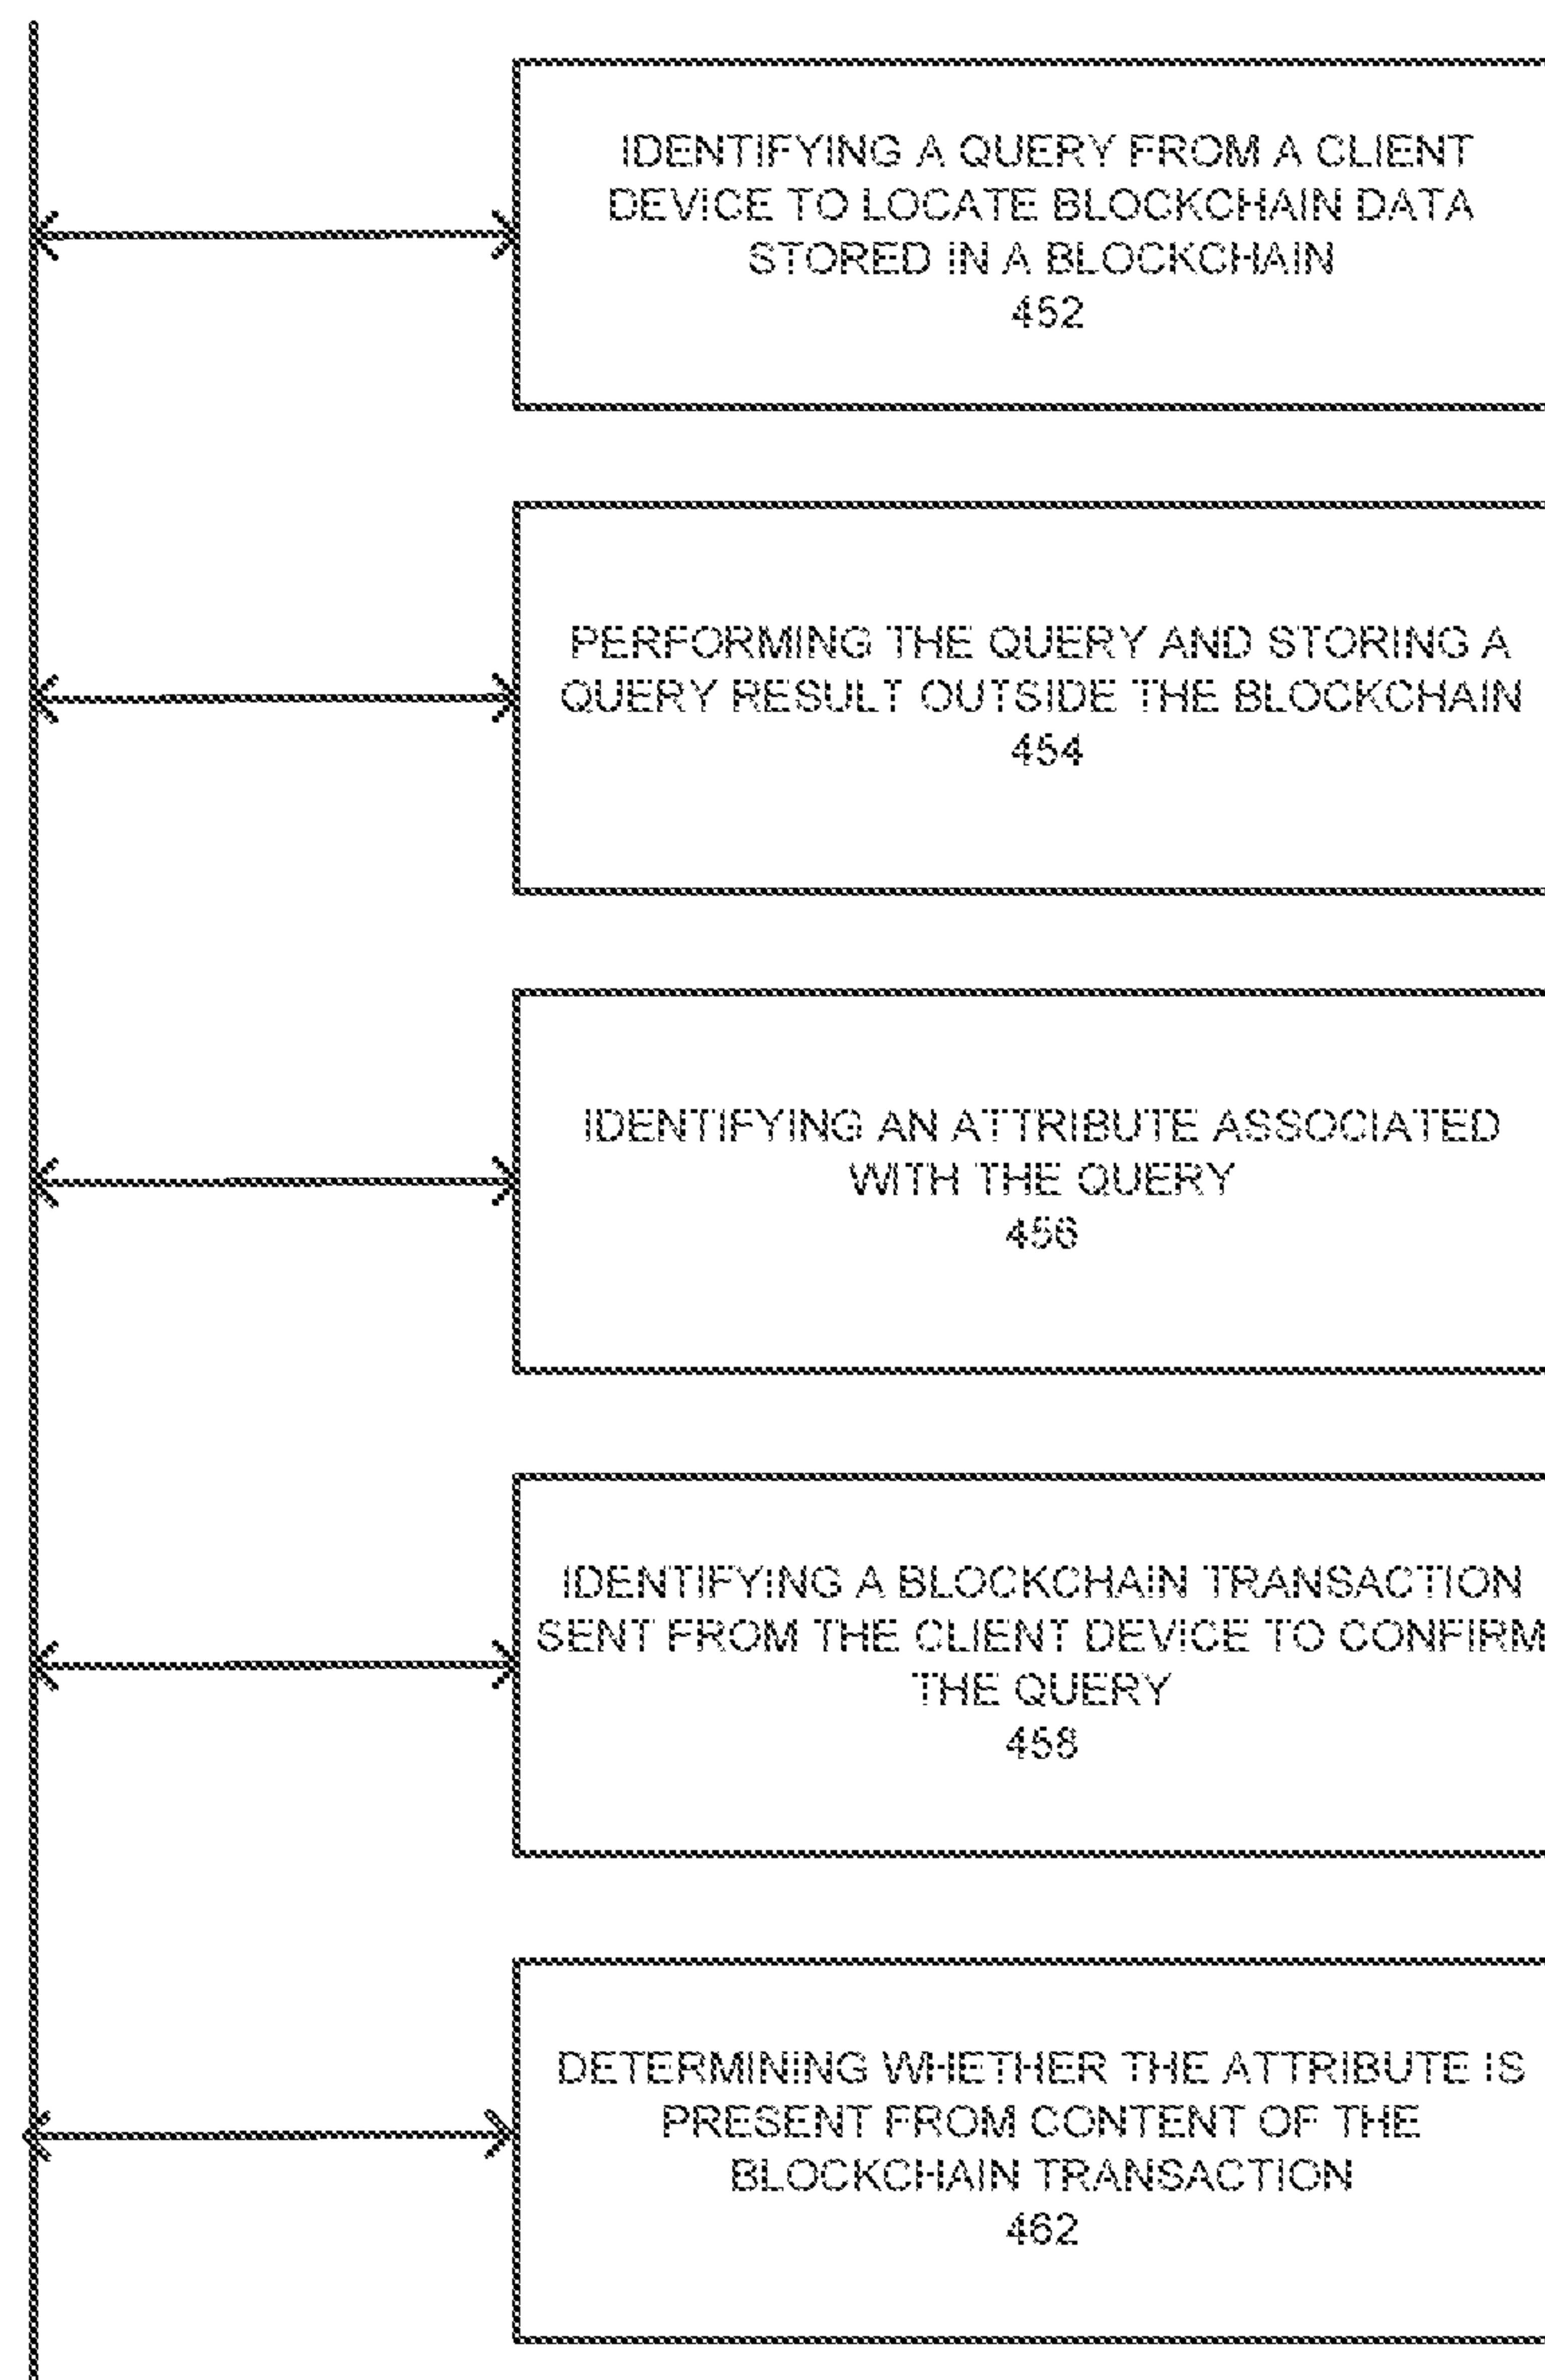 IDENTIFYING A QUERY FROM A CLIENT
DEVICE TO LOCATE BLOCKCHAIN DATA
STORED IN A BLOCKCHAIN
452
PERFORMING THE QUERY AND STORING A
QUERY RESULT OUTSIDE THE BLOCKCHAIN
454
IDENTIFYING AN ATTRIBUTE ASSOCIATED
WITH THE QUERY
456
IDENTIFYING A BLOCKCHAIN TRANSACTION
SENT FROM THE CLIENT DEVICE TO CONFIRM
THE QUERY
458
DETERMINING WHETHER THE ATTRIBUTE IS
PRESENT FROM CONTENT OF THE
BLOCKCHAIN TRANSACTION
462